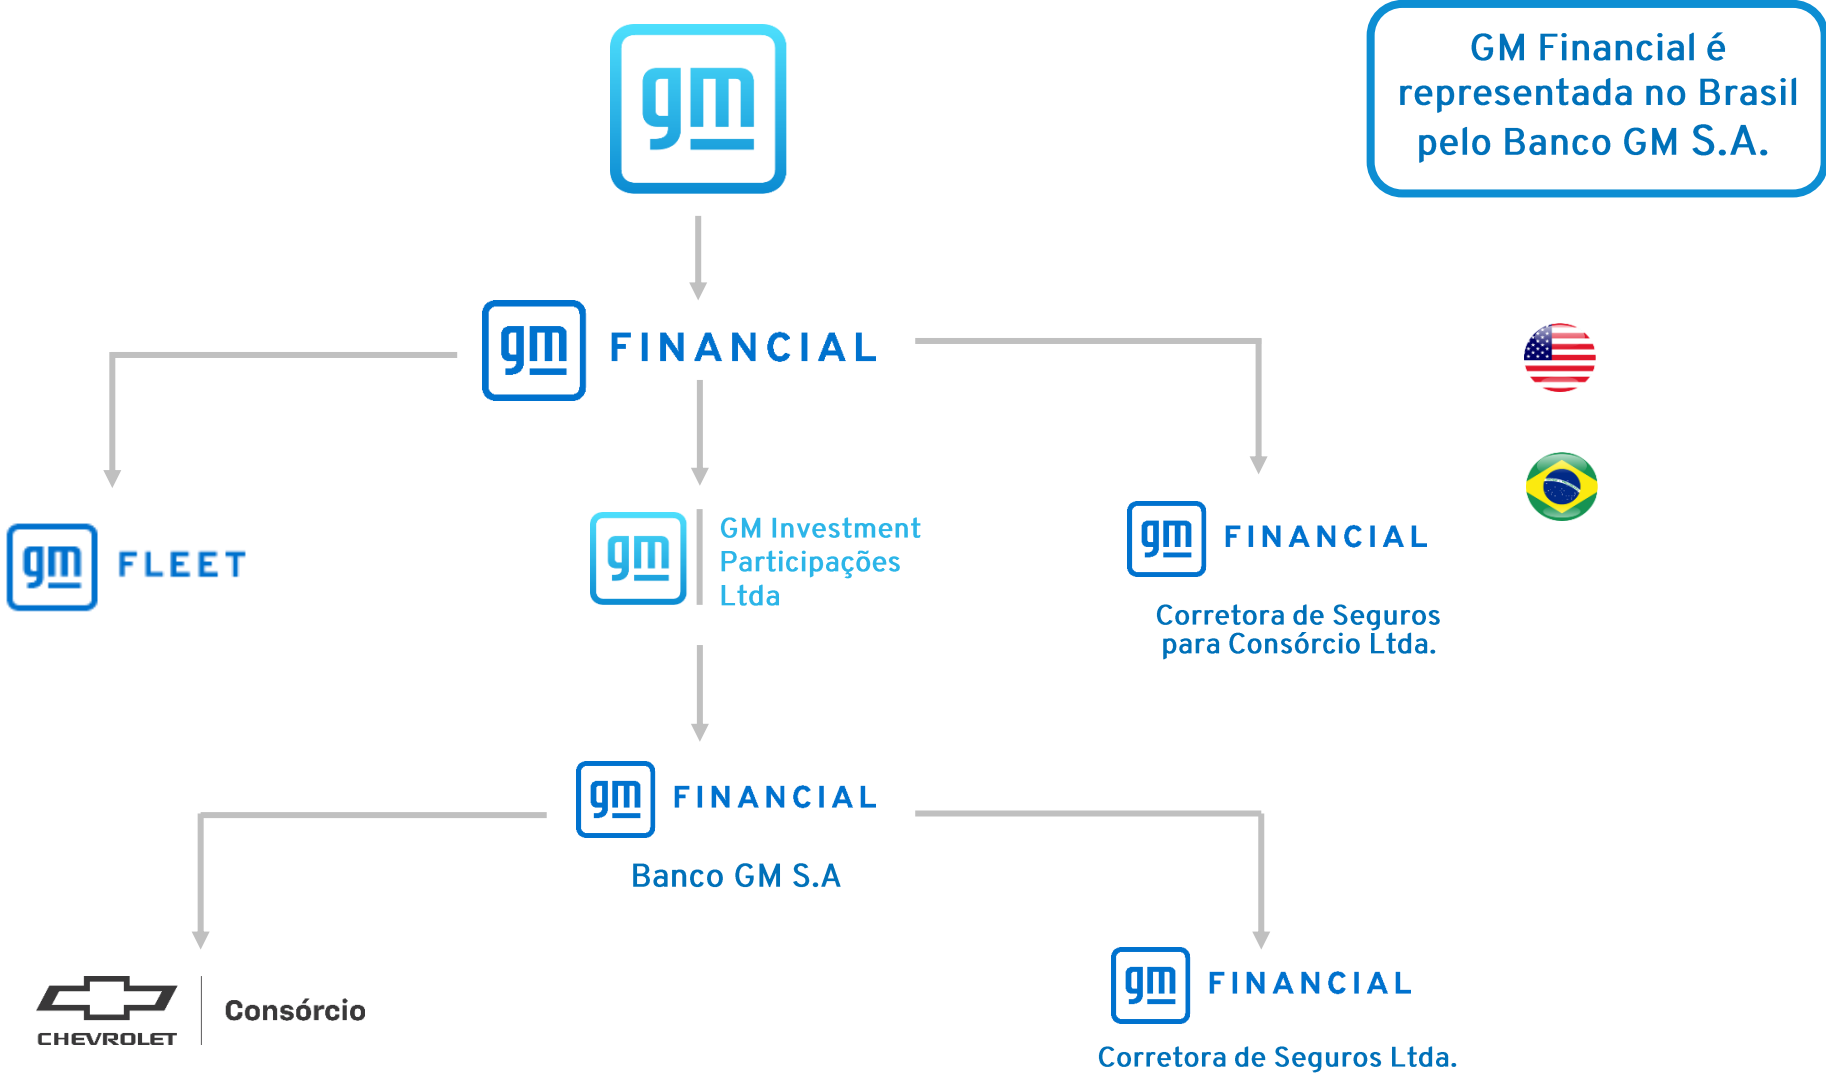 gm
GM Financial é
representada no Brasil
pelo Banco GM S.A.
gm FINANCIAL
gm FLEET
gm
GM Investment
Participações
Ltda
gm FINANCIAL
Corretora de Seguros
para Consórcio Ltda.
gm FINANCIAL
Banco GM S.A
CHEVROLET
Consórcio
gm FINANCIAL
Corretora de Seguros Ltda.